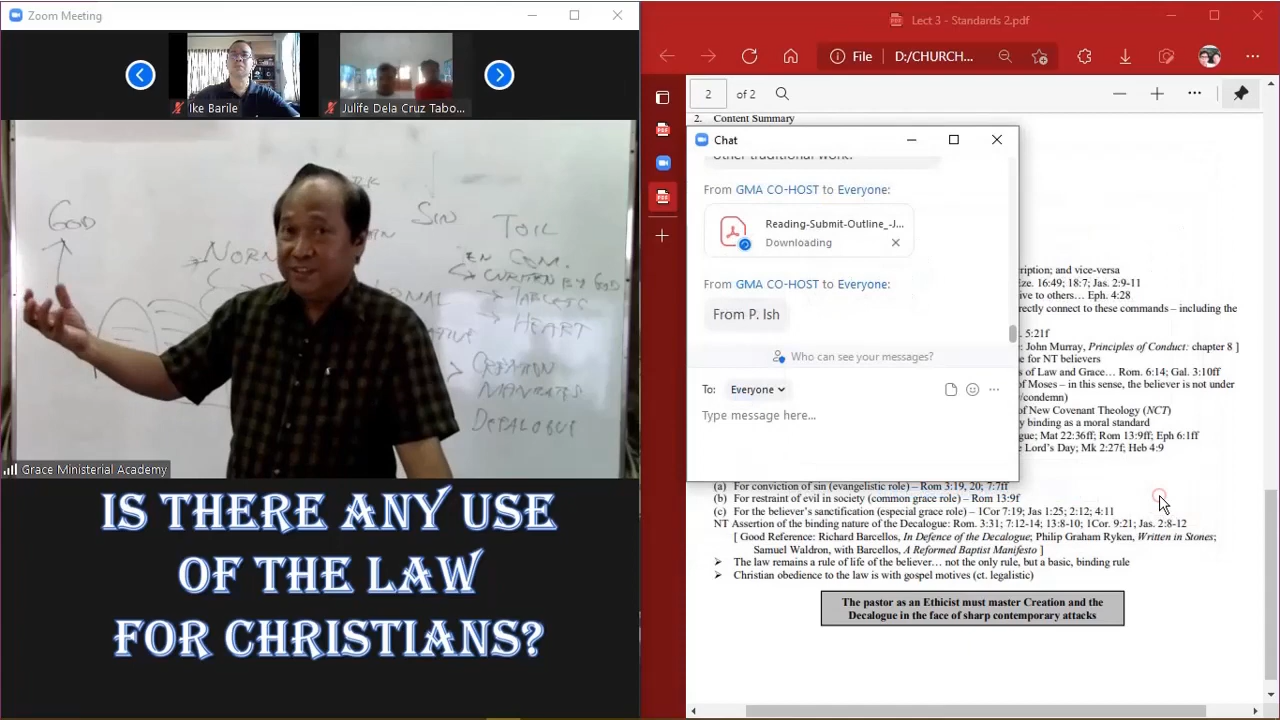 Zoom Meeting
Ike Barile
Julife Dela Cruz Tabo...
GOD
SIN
TOIL
WRITTEN BY GOD
TABLETS
HEART
CREATION
MANDATES
DECALOGUE
Grace Ministerial Academy
IS THERE ANY USE
OF THE LAW
FOR CHRISTIANS?
Lect 3 - Standards 2.pdf
File
D:/CHURCH...
2 of 2
2. Content Summary
Chat
Other traditional work.
From GMA CO-HOST to Everyone:
Reading-Submit-Outline_-J...
Downloading
From GMA CO-HOST to Everyone:
From P. Ish
Who can see your messages?
To: Everyone
Type message here...
cription; and vice-versa
Eze. 16:49; 18:7; Jas. 2:9-11
ive to others… Eph. 4:28
rectly connect to these commands – including the
5:21f
; John Murray, Principles of Conduct: chapter 8 ]
e for NT believers
s of Law and Grace… Rom. 6:14; Gal. 3:10ff
of Moses – in this sense, the believer is not under
/condemn)
of New Covenant Theology (NCT)
y binding as a moral standard
gue; Mat 22:36ff; Rom 13:9ff; Eph 6:1ff
e Lord's Day; Mk 2:27f; Heb 4:9
(a) For conviction of sin (evangelistic role) – Rom 3:19, 20; 7:7ff
(b) For restraint of evil in society (common grace role) – Rom 13:9f
(c) For the believer's sanctification (especial grace role) – 1Cor 7:19; Jas 1:25; 2:12; 4:11
NT Assertion of the binding nature of the Decalogue: Rom. 3:31; 7:12-14; 13:8-10; 1Cor. 9:21; Jas. 2:8-12
[ Good Reference: Richard Barcellos, In Defence of the Decalogue; Philip Graham Ryken, Written in Stones;
Samuel Waldron, with Barcellos, A Reformed Baptist Manifesto ]
➢ The law remains a rule of life of the believer… not the only rule, but a basic, binding rule
➢ Christian obedience to the law is with gospel motives (ct. legalistic)
The pastor as an Ethicist must master Creation and the
Decalogue in the face of sharp contemporary attacks